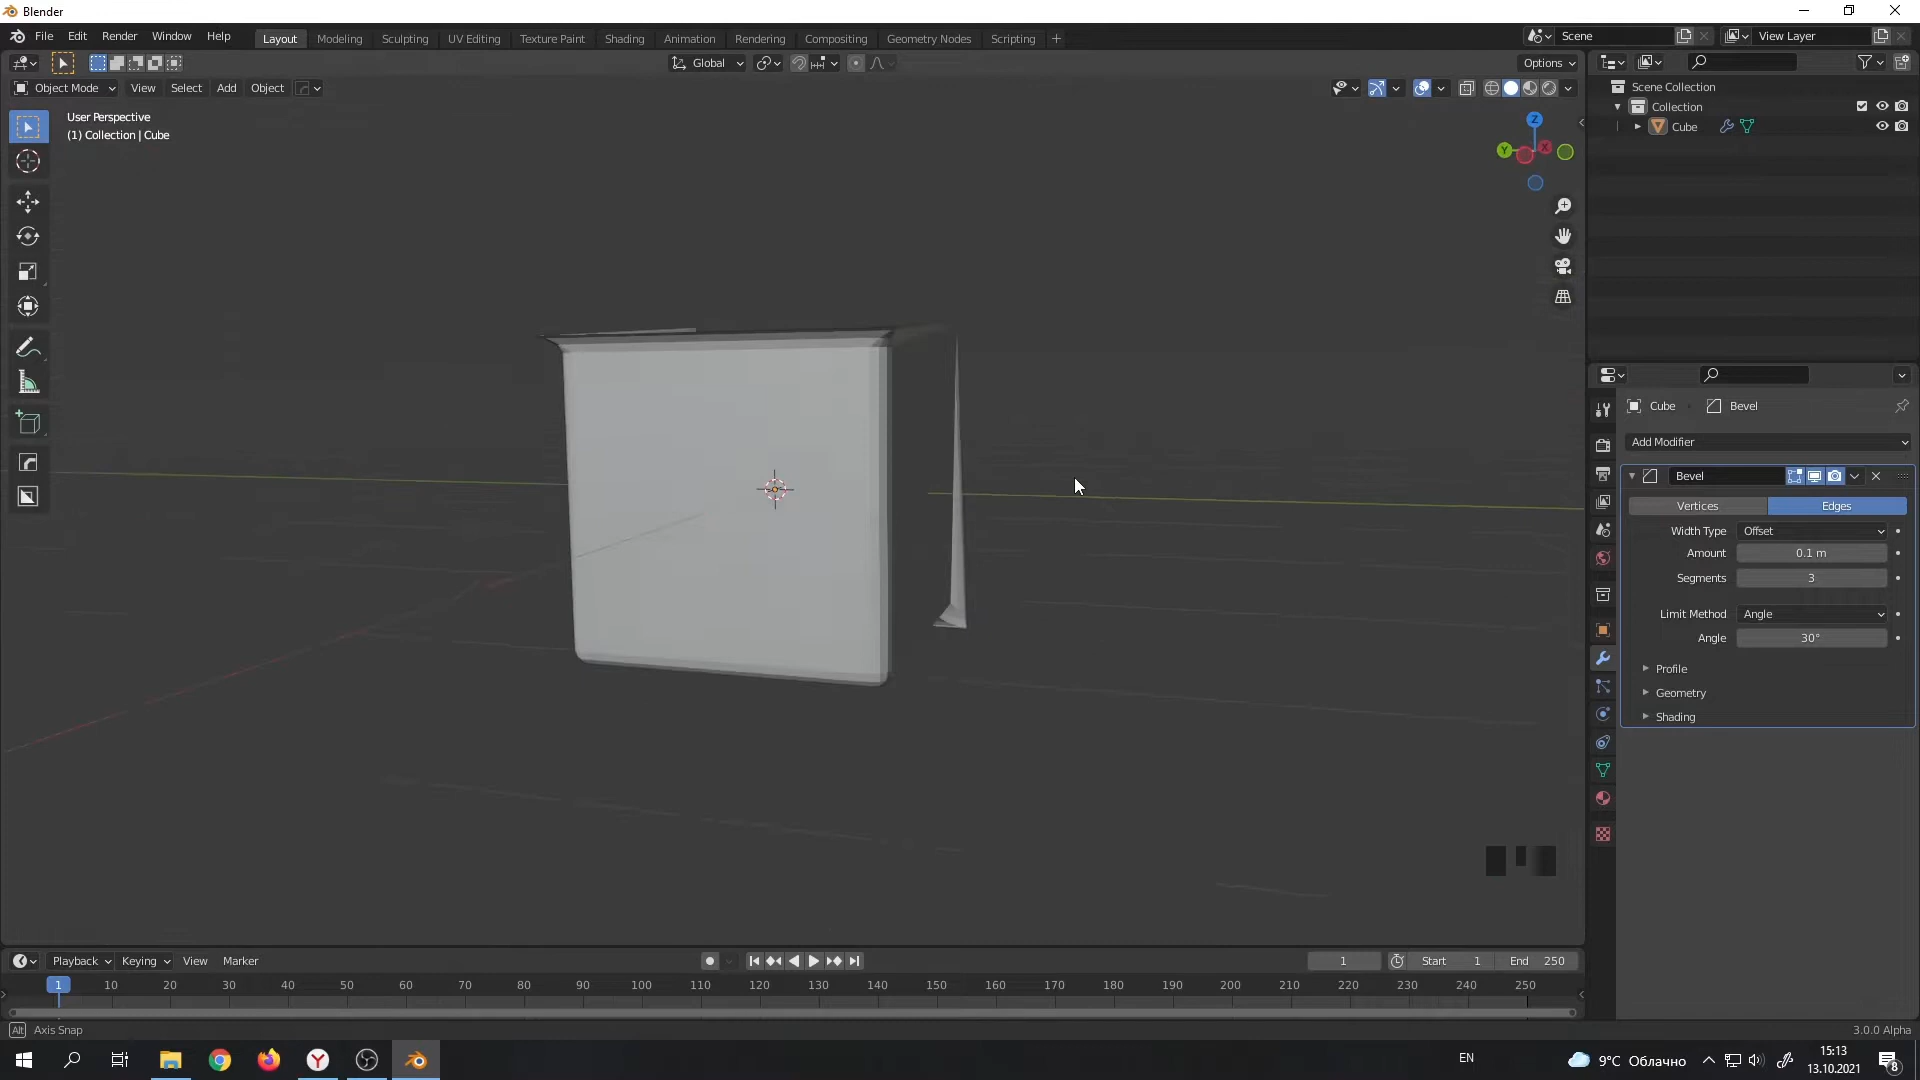 Blender
File Edit Render Window Help
Layout Modeling Sculpting UV Editing Texture Paint Shading Animation Rendering Compositing Geometry Nodes Scripting +
Scene
View Layer
Global
Options
Object Mode View Select Add Object
User Perspective
(1) Collection | Cube
Z
Y
X
Scene Collection
Collection
Cube
Cube
Bevel
Add Modifier
Bevel
Vertices Edges
Width Type Offset
Amount 0.1 m
Segments 3
Limit Method Angle
Angle 30°
Profile
Geometry
Shading
Playback Keying View Marker
1 Start 1 End 250
1 10 20 30 40 50 60 70 80 90 100 110 120 130 140 150 160 170 180 190 200 210 220 230 240 250
Alt Axis Snap
3.0.0 Alpha
EN
9°C Облачно
15:13
13.10.2021
8